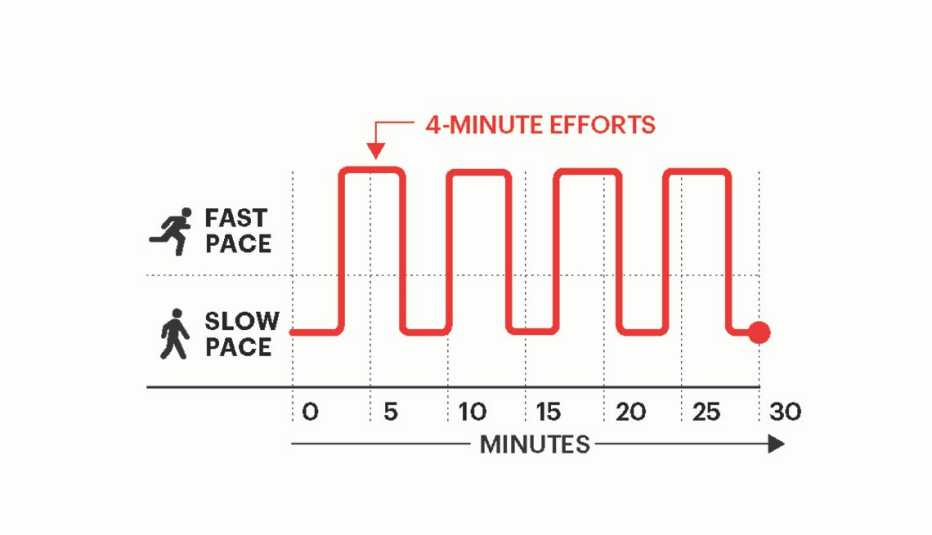 4-MINUTE EFFORTS
FAST
PACE
SLOW
PACE
0 5 10 15 20 25 30
MINUTES